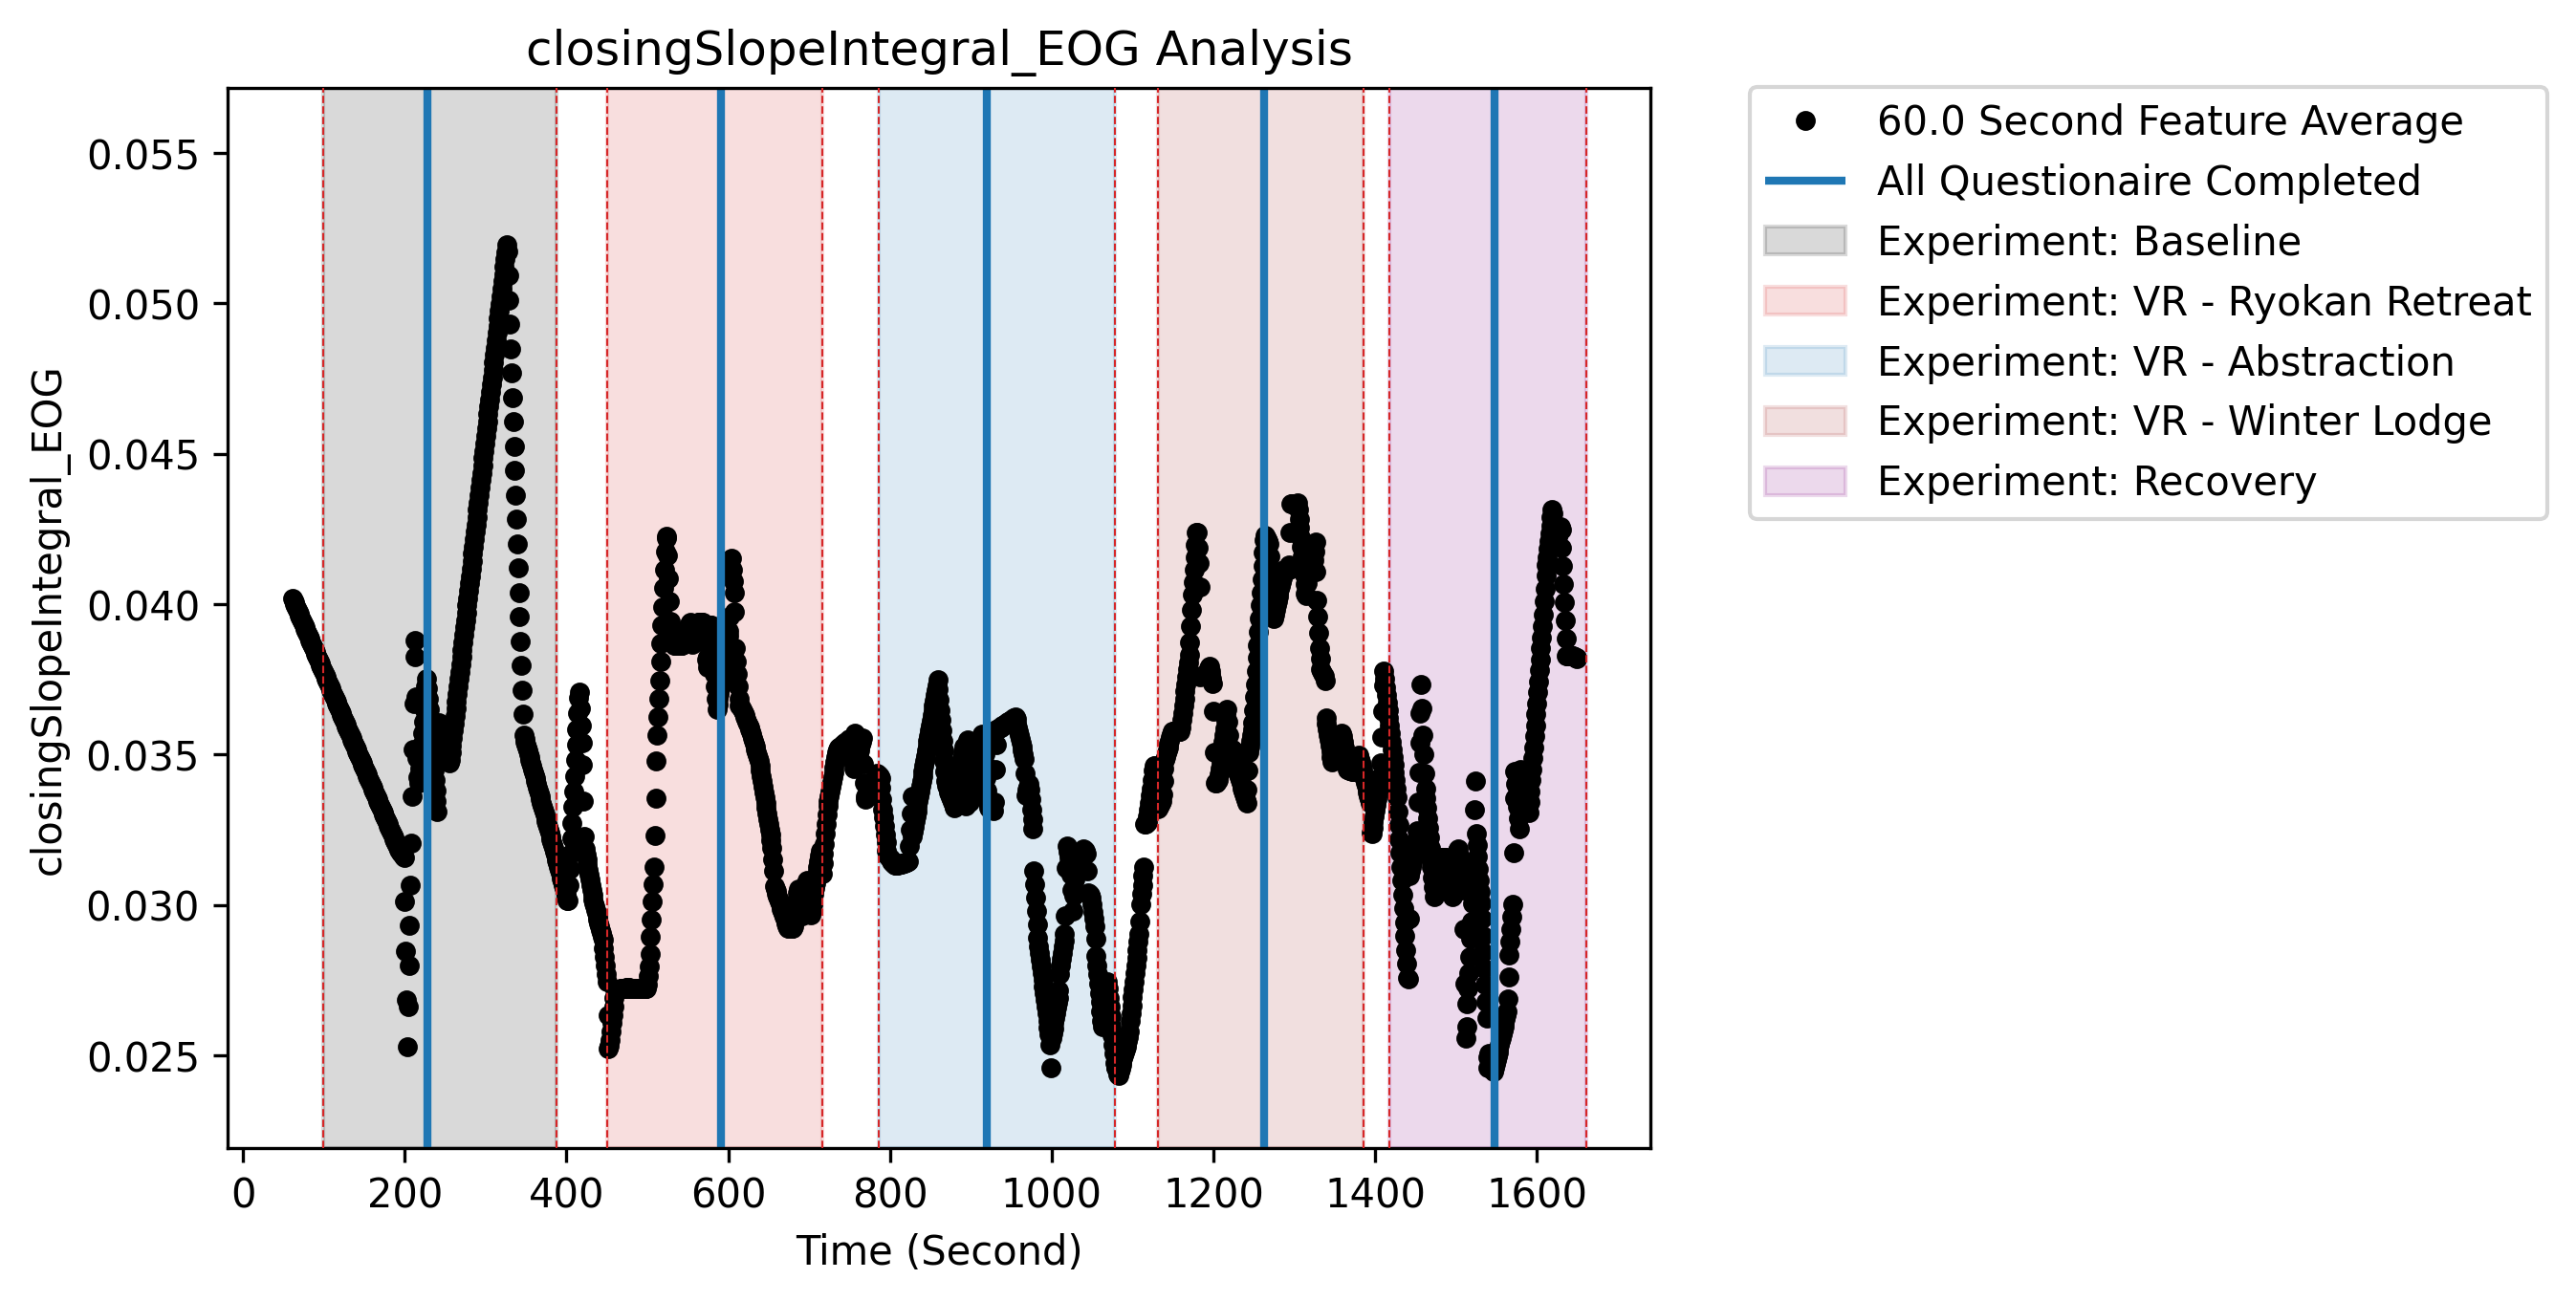 closingSlopeIntegral_EOG Analysis
closingSlopeIntegral_EOG
0.055
0.050
0.045
0.040
0.035
0.030
0.025
0 200 400 600 800 1000 1200 1400 1600
Time (Second)
60.0 Second Feature Average
All Questionaire Completed
Experiment: Baseline
Experiment: VR - Ryokan Retreat
Experiment: VR - Abstraction
Experiment: VR - Winter Lodge
Experiment: Recovery